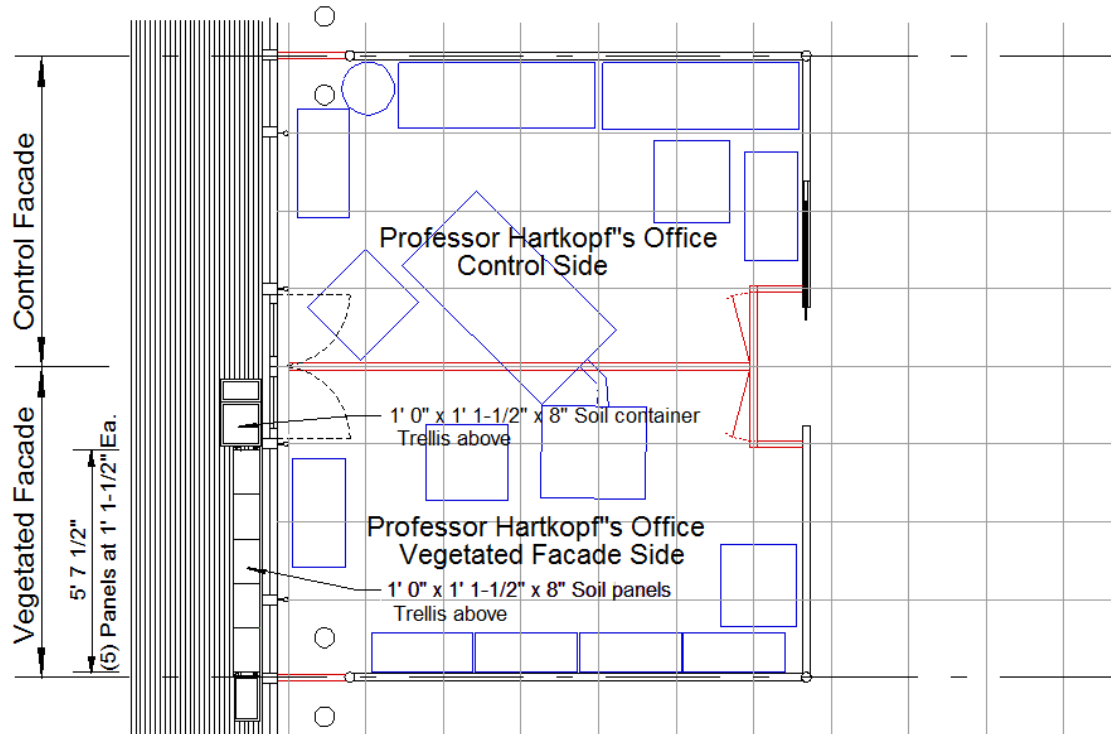 Control Facade
Professor Hartkopf"s Office
Control Side
Vegetated Facade
5' 7 1/2"
(5) Panels at 1' 1-1/2"Ea.
1' 0" x 1' 1-1/2" x 8" Soil container
Trellis above
Professor Hartkopf"s Office
Vegetated Facade Side
1' 0" x 1' 1-1/2" x 8" Soil panels
Trellis above